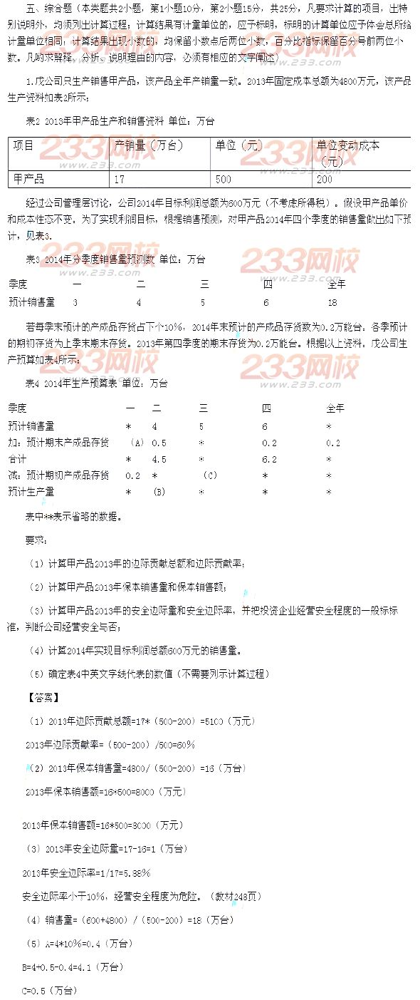 五、综合题（本类题共2小题，第1小题10分，第2小题15分，共25分，凡要求计算的项目，出特
别说明外，均须列出计算过程；计算结果有计量单位的，应予标明，标明的计算单位应予体会总所给
计量单位相同；计算结果出现小数的，均保留小数点后两位小数，百分比指标保留百分号前两位小
数。凡哟求解释、分析、说明理由的内容，必须有相应的文字阐述）
1.戊公司只生产销售甲产品，该产品全年产销量一致。2013年固定成本总额为4800万元，该产品
生产资料如表2所示；
表2 2013年甲产品生产和销售资料 单位：万台
项目 产销量（万台） 单位（元） 单位变动成本
（元）
甲产品 17 500 200
经过公司管理层讨论，公司2014年目标利润总额为600万元（不考虑所得税）。假设甲产品单价
和成本性态不变。为了实现利润目标，根据销售预测，对甲产品2014年四个季度的销售量做出如下预
计，见表3.
表3 2014年分季度销售量预测数 单位：万台
季度 一 二 三 四 全年
预计销售量 3 4 5 6 18
若每季末预计的产成品存货占下个10%，2014年末预计的产成品存货数为0.2万能台。各季预计
的期初存货为上季末期末存货。2013年第四季度的期末存货为0.2万能台。根据以上资料。戊公司生
产预算如表4所示；
表4 2014年生产预算表 单位：万台
季度 一 二 三 四 全年
预计销售量 * 4 5 6 *
加：预计期末产成品存货 （A） 0.5 * 0.2 0.2
合计 * 4.5 * 6.2 *
减：预计期初产成品存货 0.2 * （C） * *
预计生产量 * (B) * * *
表中**表示省略的数据。
要求；
（1）计算甲产品2013年的边际贡献总额和边际贡献率；
（2）计算甲产品2013年保本销售量和保本销售额；
（3）计算甲产品2013年的安全边际量和安全边际率，并把投资企业经营安全程度的一般标标
准，判断公司经营安全与否；
（4）计算2014年实现目标利润总额600万元的销售量。
（5）确定表4中英文字线代表的数值（不需要列示计算过程）
【答案】
（1）2013年边际贡献总额=17*（500-200）=5100（万元）
2013年边际贡献率=（500-200）/500=60%
（2）2013年保本销售量=4800/（500-200）=16（万台）
2013年保本销售额=16*500=8000（万元）
2013年保本销售额=16*500=8000（万元）
（3）2013年安全边际量=17-16=1（万台）
2013年安全边际率=1/17=5.88%
安全边际率小于10%，经营安全程度为危险。（教材248页）
（4）销售量=（600+4800）/（500-200）=18（万台）
（5）A=4*10%=0.4（万台）
B=4+0.5-0.4=4.1（万台）
C=0.5（万台）